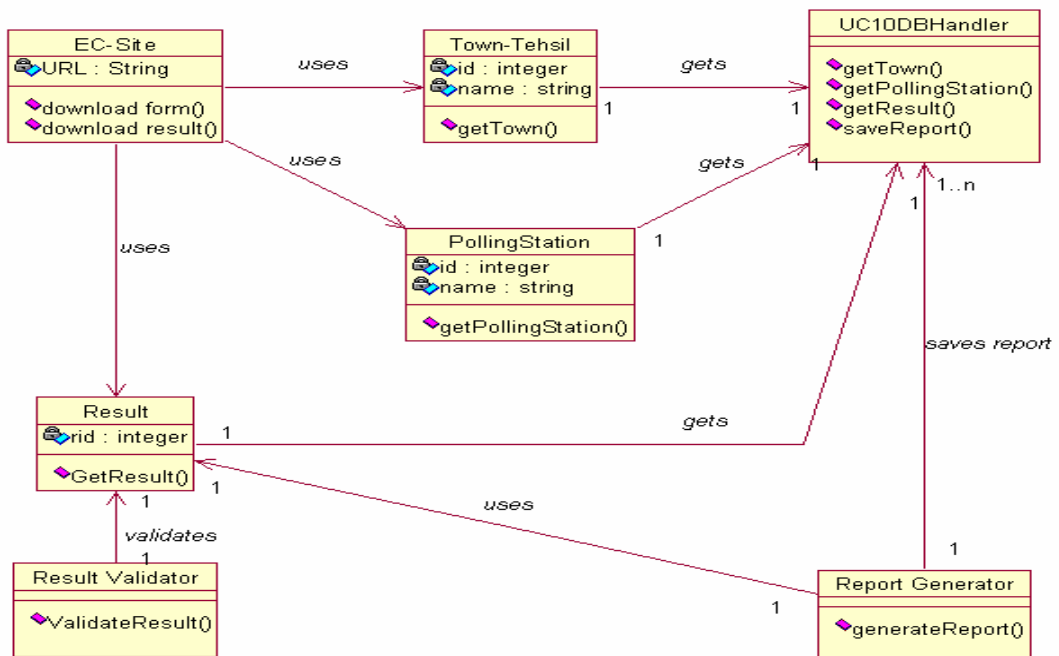 EC-Site
URL : String
download form()
download result()
uses
Town-Tehsil
id : integer
name : string
getTown()
gets
1
1
UC10DBHandler
getTown()
getPollingStation()
getResult()
saveReport()
uses
gets
1
1
PollingStation
id : integer
name : string
getPollingStation()
uses
1
1..n
saves report
Result
rid : integer
GetResult()
1
gets
1
1
uses
validates
1
Result Validator
ValidateResult()
1
1
Report Generator
generateReport()